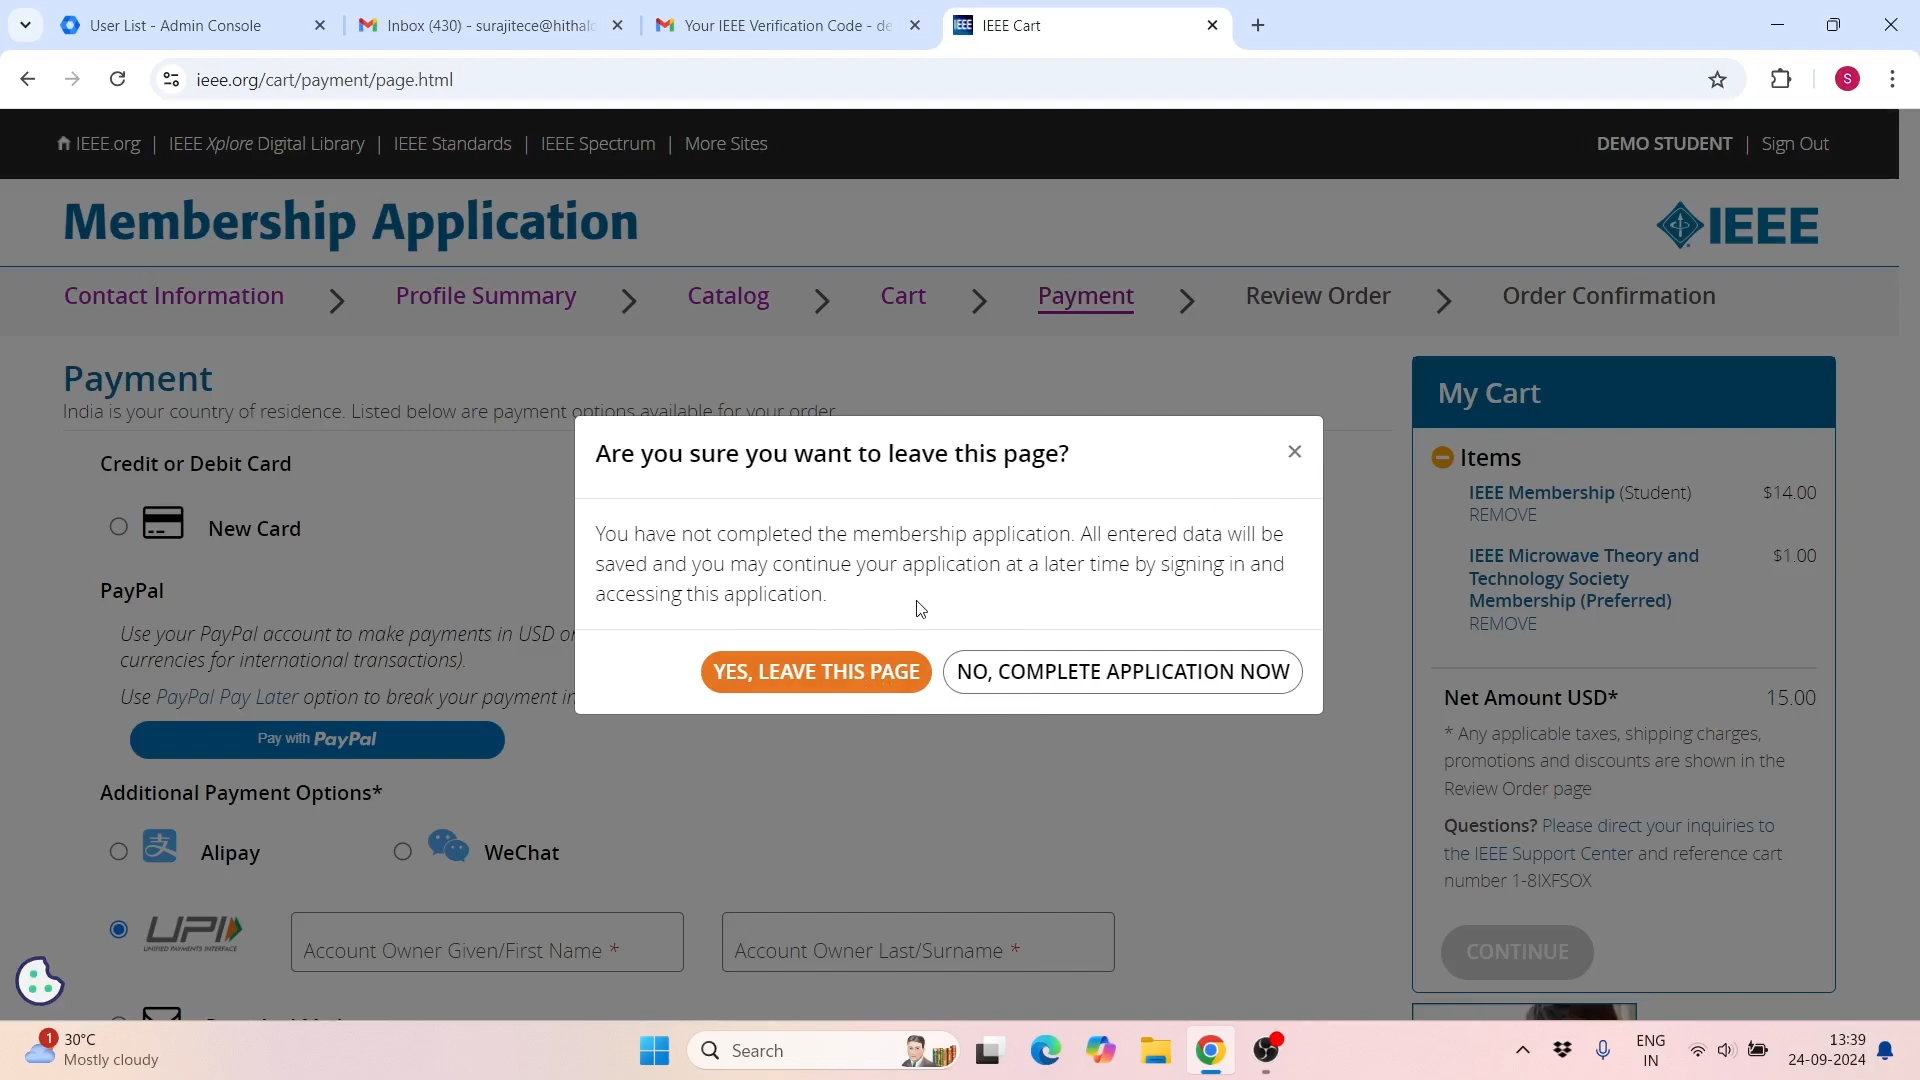 User List - Admin Console
Inbox (430) - surajitece@hithal
Your IEEE Verification Code - de
IEEE Cart
ieee.org/cart/payment/page.html
S
IEEE.org | IEEE Xplore Digital Library | IEEE Standards | IEEE Spectrum | More Sites
DEMO STUDENT | Sign Out
Membership Application
IEEE
Contact Information
Profile Summary
Catalog
Cart
Payment
Review Order
Order Confirmation
Payment
India is your country of residence. Listed below are payment options available for your order.
Credit or Debit Card
New Card
PayPal
Use your PayPal account to make payments in USD or
currencies for international transactions).
Use PayPal Pay Later option to break your payment in
Pay with PayPal
Additional Payment Options*
支 Alipay
WeChat
UPI
UNIFIED PAYMENTS INTERFACE
Account Owner Given/First Name *
Account Owner Last/Surname *
Are you sure you want to leave this page?
You have not completed the membership application. All entered data will be
saved and you may continue your application at a later time by signing in and
accessing this application.
YES, LEAVE THIS PAGE
NO, COMPLETE APPLICATION NOW
My Cart
Items
IEEE Membership (Student) $14.00
REMOVE
IEEE Microwave Theory and $1.00
Technology Society
Membership (Preferred)
REMOVE
Net Amount USD* 15.00
* Any applicable taxes, shipping charges,
promotions and discounts are shown in the
Review Order page
Questions? Please direct your inquiries to
the IEEE Support Center and reference cart
number 1-8IXFSOX
CONTINUE
1
30°C
Mostly cloudy
Search
ENG
IN
13:39
24-09-2024